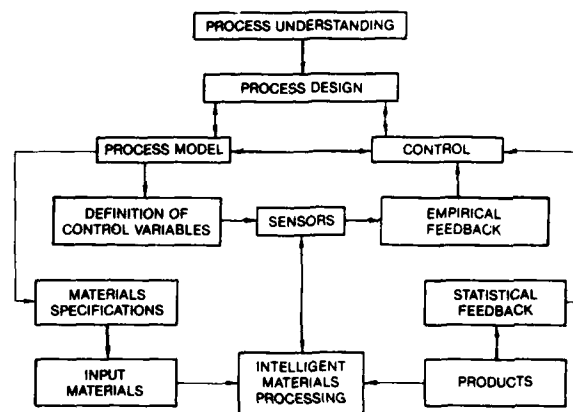 PROCESS UNDERSTANDING
PROCESS DESIGN
PROCESS MODEL
CONTROL
DEFINITION OF
CONTROL VARIABLES
SENSORS
EMPIRICAL
FEEDBACK
MATERIALS
SPECIFICATIONS
STATISTICAL
FEEDBACK
INPUT
MATERIALS
INTELLIGENT
MATERIALS
PROCESSING
PRODUCTS